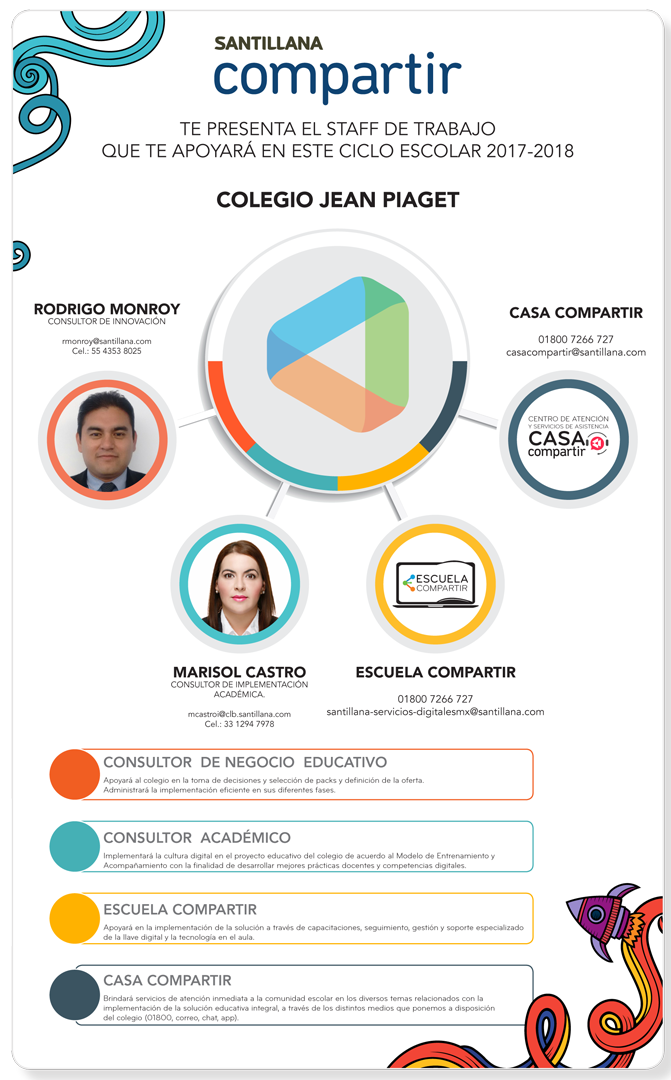 SANTILLANA
compartir
TE PRESENTA EL STAFF DE TRABAJO
QUE TE APOYARÁ EN ESTE CICLO ESCOLAR 2017-2018
COLEGIO JEAN PIAGET
RODRIGO MONROY
CONSULTOR DE INNOVACIÓN
rmonroy@santillana.com
Cel.: 55 4353 8025
CASA COMPARTIR
01800 7266 727
casacompartir@santillana.com
CENTRO DE ATENCIÓN
Y SERVICIOS DE ASISTENCIA
CASA
compartir
ESCUELA
COMPARTIR
MARISOL CASTRO
CONSULTOR DE IMPLEMENTACIÓN
ACADÉMICA.
mcastroi@clb.santillana.com
Cel.: 33 1294 7978
ESCUELA COMPARTIR
01800 7266 727
santillana-servicios-digitalesmx@santillana.com
CONSULTOR DE NEGOCIO EDUCATIVO
Apoyará al colegio en la toma de decisiones y selección de packs y definición de la oferta.
Administrará la implementación eficiente en sus diferentes fases.
CONSULTOR ACADÉMICO
Implementará la cultura digital en el proyecto educativo del colegio de acuerdo al Modelo de Entrenamiento y
Acompañamiento con la finalidad de desarrollar mejores prácticas docentes y competencias digitales.
ESCUELA COMPARTIR
Apoyará en la implementación de la solución a través de capacitaciones, seguimiento, gestión y soporte especializado
de la llave digital y la tecnología en el aula.
CASA COMPARTIR
Brindará servicios de atención inmediata a la comunidad escolar en los diversos temas relacionados con la
implementación de la solución educativa integral, a través de los distintos medios que ponemos a disposición
del colegio (01800, correo, chat, app).